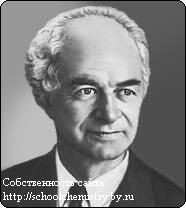 Собственность сайта
http://schoolchemistry.by.ru